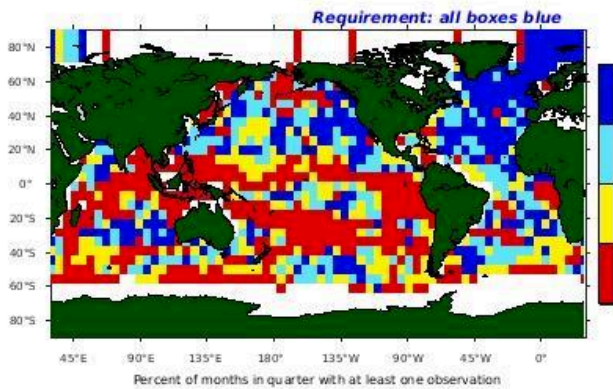 Requirement: all boxes blue
80°N
60°N
40°N
20°N
0°
20°S
40°S
60°S
80°S
45°E 90°E 135°E 180° 135°W 90°W 45°W 0°
Percent of months in quarter with at least one observation